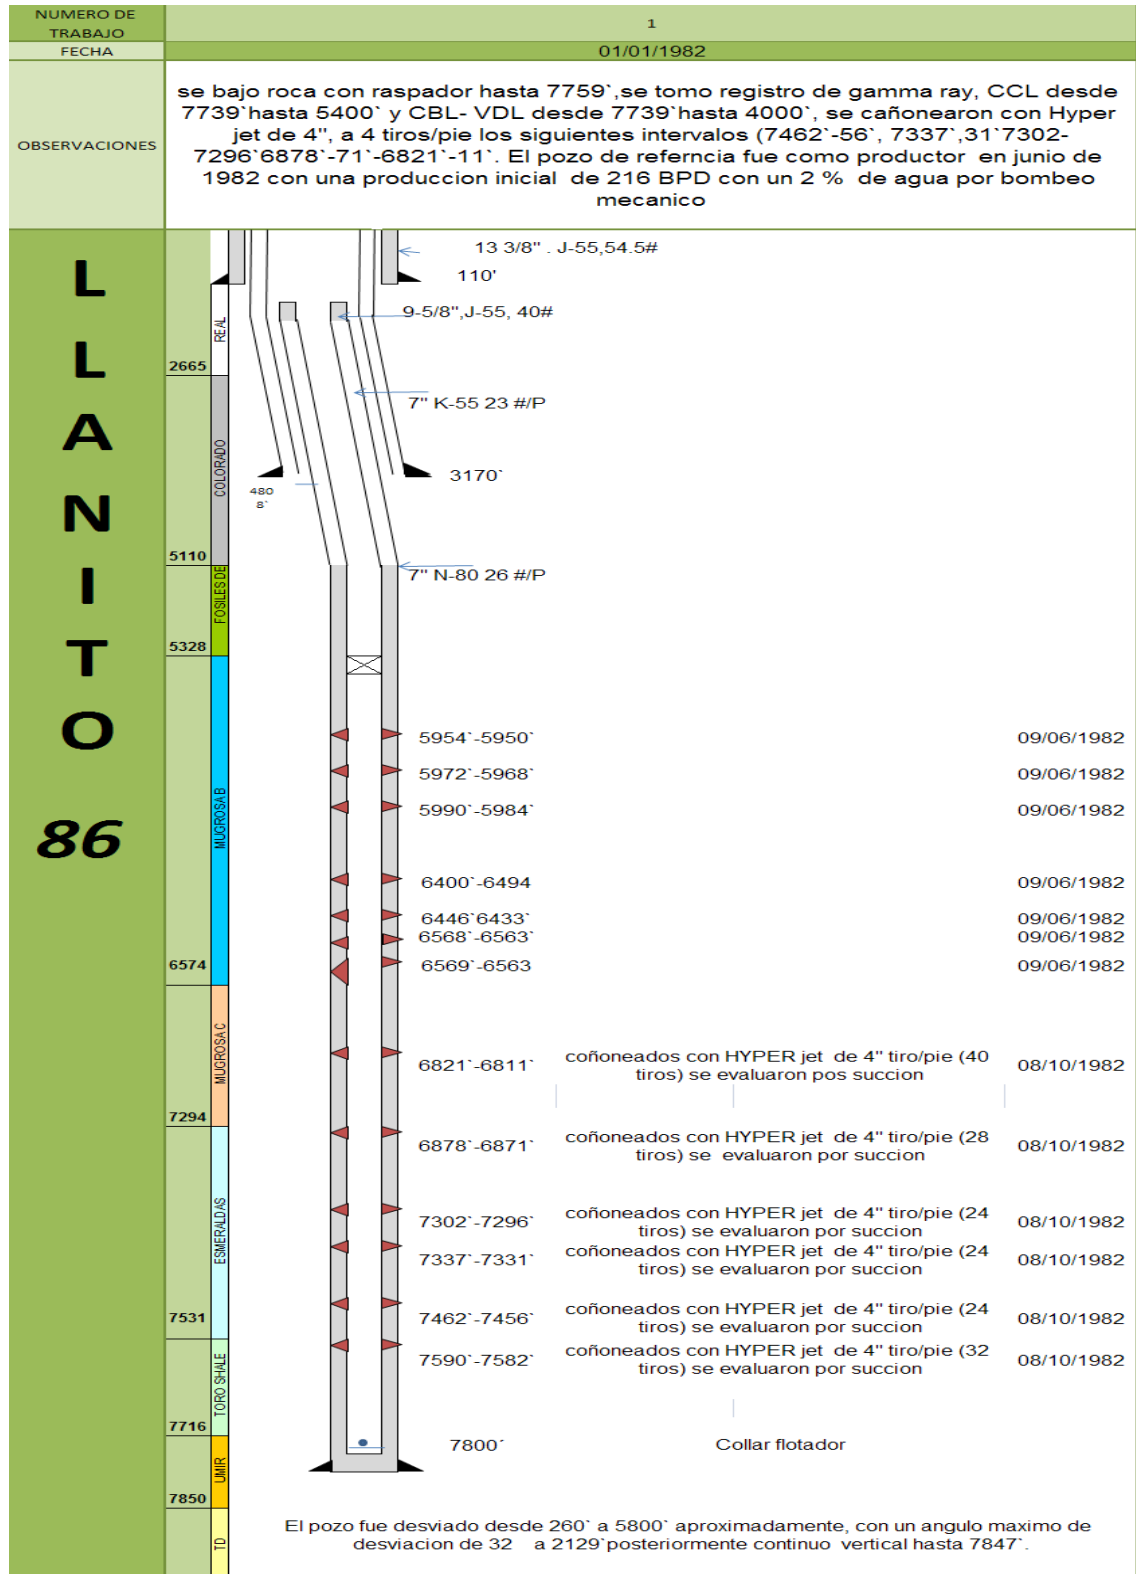 NUMERO DE
TRABAJO
1
FECHA
01/01/1982
OBSERVACIONES
se bajo roca con raspador hasta 7759`,se tomo registro de gamma ray, CCL desde
7739`hasta 5400` y CBL- VDL desde 7739`hasta 4000`, se cañonearon con Hyper
jet de 4", a 4 tiros/pie los siguientes intervalos (7462`-56`, 7337`,31`7302-
7296`6878`-71`-6821`-11`. El pozo de referncia fue como productor en junio de
1982 con una produccion inicial de 216 BPD con un 2 % de agua por bombeo
mecanico
L
L
A
N
I
T
O
86
13 3/8" . J-55,54.5#
110'
9-5/8",J-55, 40#
REAL
2665
7" K-55 23 #/P
COLORADO
3170`
480
8`
5110
7" N-80 26 #/P
FOSILES DE
5328
MUGROSA B
5954`-5950` 09/06/1982
5972`-5968` 09/06/1982
5990`-5984` 09/06/1982
6400`-6494 09/06/1982
6446`6433` 09/06/1982
6568`-6563` 09/06/1982
6574
6569`-6563 09/06/1982
MUGROSA C
coñoneados con HYPER jet de 4" tiro/pie (40
6821`-6811` 08/10/1982
tiros) se evaluaron pos succion
7294
coñoneados con HYPER jet de 4" tiro/pie (28
6878`-6871` 08/10/1982
tiros) se evaluaron por succion
ESMERALDAS
coñoneados con HYPER jet de 4" tiro/pie (24
7302`-7296` 08/10/1982
tiros) se evaluaron por succion
coñoneados con HYPER jet de 4" tiro/pie (24
7337`-7331` 08/10/1982
tiros) se evaluaron por succion
7531
coñoneados con HYPER jet de 4" tiro/pie (24
7462`-7456` 08/10/1982
tiros) se evaluaron por succion
TORO SHALE
coñoneados con HYPER jet de 4" tiro/pie (32
7590`-7582` 08/10/1982
tiros) se evaluaron por succion
7716
7800´ Collar flotador
UMIR
7850
TD
El pozo fue desviado desde 260` a 5800` aproximadamente, con un angulo maximo de
desviacion de 32 a 2129`posteriormente continuo vertical hasta 7847`.